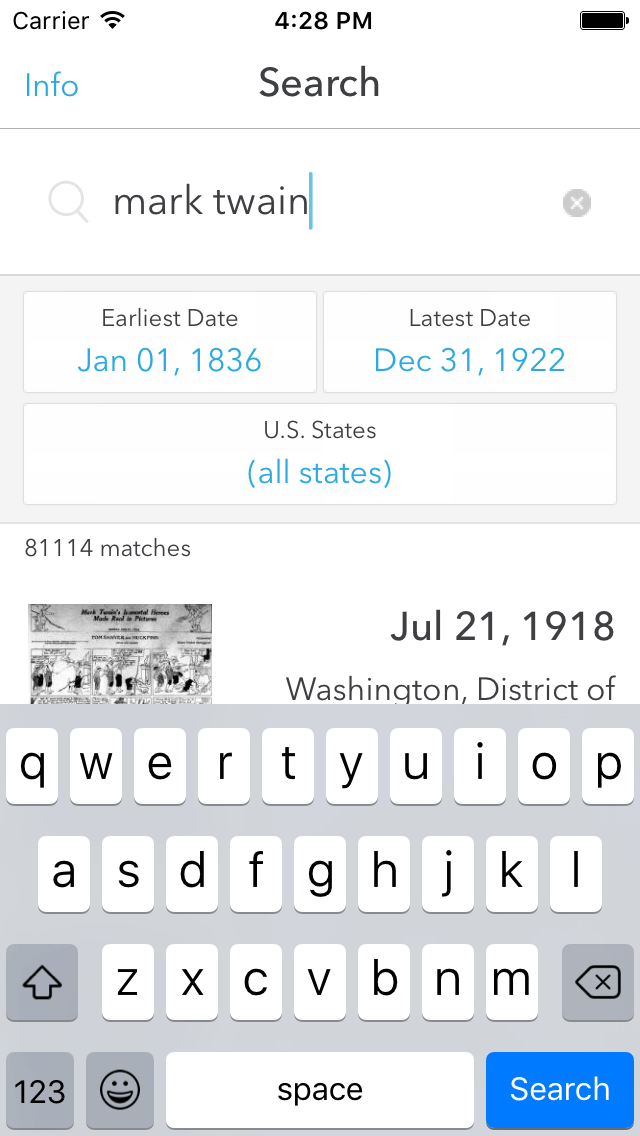 Carrier 4:28 PM
Info Search
mark twain
Earliest Date Latest Date
Jan 01, 1836 Dec 31, 1922
U.S. States
(all states)
81114 matches
Mark Twain's Immortal Heroes
Made Real in Pictures
TOM SAWYER and HUCK FINN
Jul 21, 1918
Washington, District of
q w e r t y u i o p
a s d f g h j k l
z x c v b n m
123 space Search